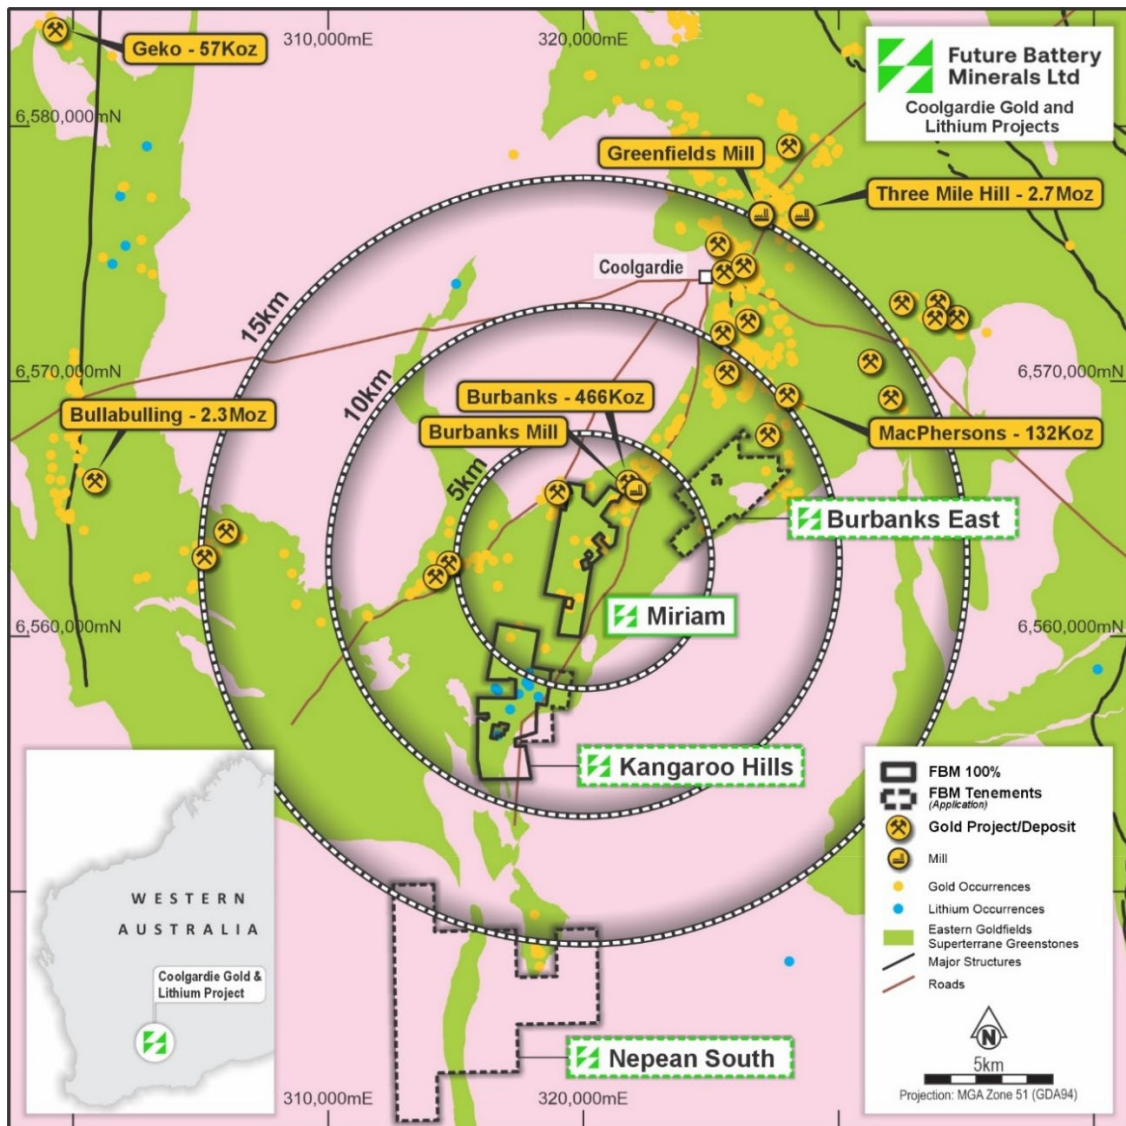 Geko - 57Koz
310,000mE
320,000mE
Future Battery
Minerals Ltd
Coolgardie Gold and
Lithium Projects
6,580,000mN
Greenfields Mill
Three Mile Hill - 2.7Moz
Coolgardie
15km
10km
5km
6,570,000mN
6,570,000mN
Bullabulling - 2.3Moz
Burbanks - 466Koz
Burbanks Mill
MacPhersons - 132Koz
Burbanks East
Miriam
6,560,000mN
6,560,000mN
Kangaroo Hills
Nepean South
WESTERN
AUSTRALIA
Coolgardie Gold &
Lithium Project
FBM 100%
FBM Tenements
(Application)
Gold Project/Deposit
Mill
Gold Occurrences
Lithium Occurrences
Eastern Goldfields
Superterrane Greenstones
Major Structures
Roads
N
5km
Projection: MGA Zone 51 (GDA94)
310,000mE
320,000mE